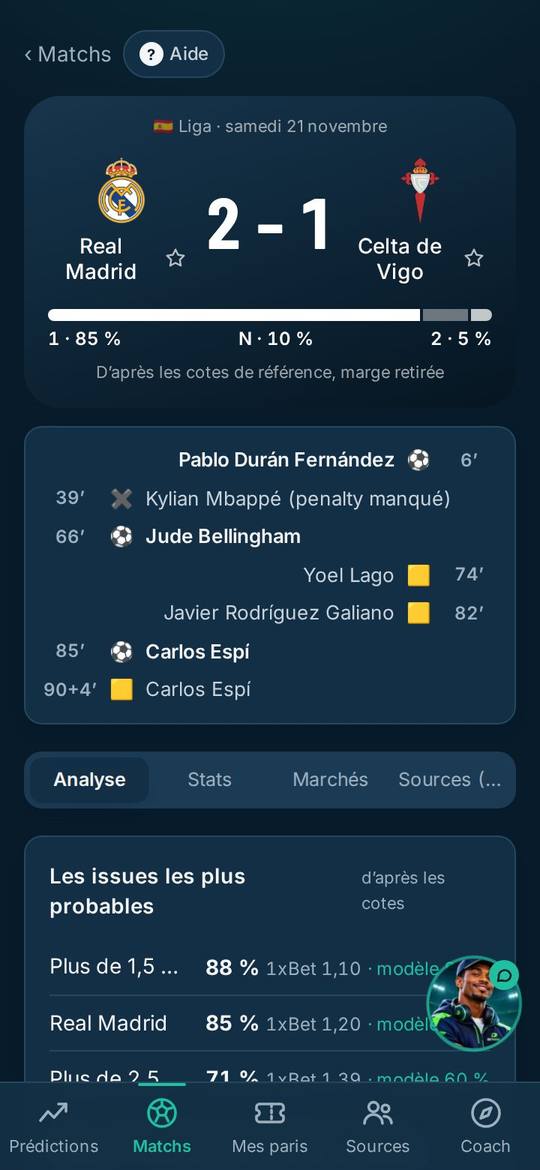 ‹ Matchs
? Aide
🇪🇸 Liga · samedi 21 novembre
2 - 1
Real
Madrid
Celta de
Vigo
1 · 85 %
N · 10 %
2 · 5 %
D’après les cotes de référence, marge retirée
Pablo Durán Fernández ⚽ 6’
39’ ✖ Kylian Mbappé (penalty manqué)
66’ ⚽ Jude Bellingham
Yoel Lago 🟨 74’
Javier Rodríguez Galiano 🟨 82’
85’ ⚽ Carlos Espí
90+4’ 🟨 Carlos Espí
Analyse
Stats
Marchés
Sources (...
Les issues les plus
probables
d’après les
cotes
Plus de 1,5 ... 88 % 1xBet 1,10 · modèle
Real Madrid 85 % 1xBet 1,20 · modèle
Plus de 2,5 71 % 1xBet 1,39 · modèle 60 %
Prédictions
Matchs
Mes paris
Sources
Coach